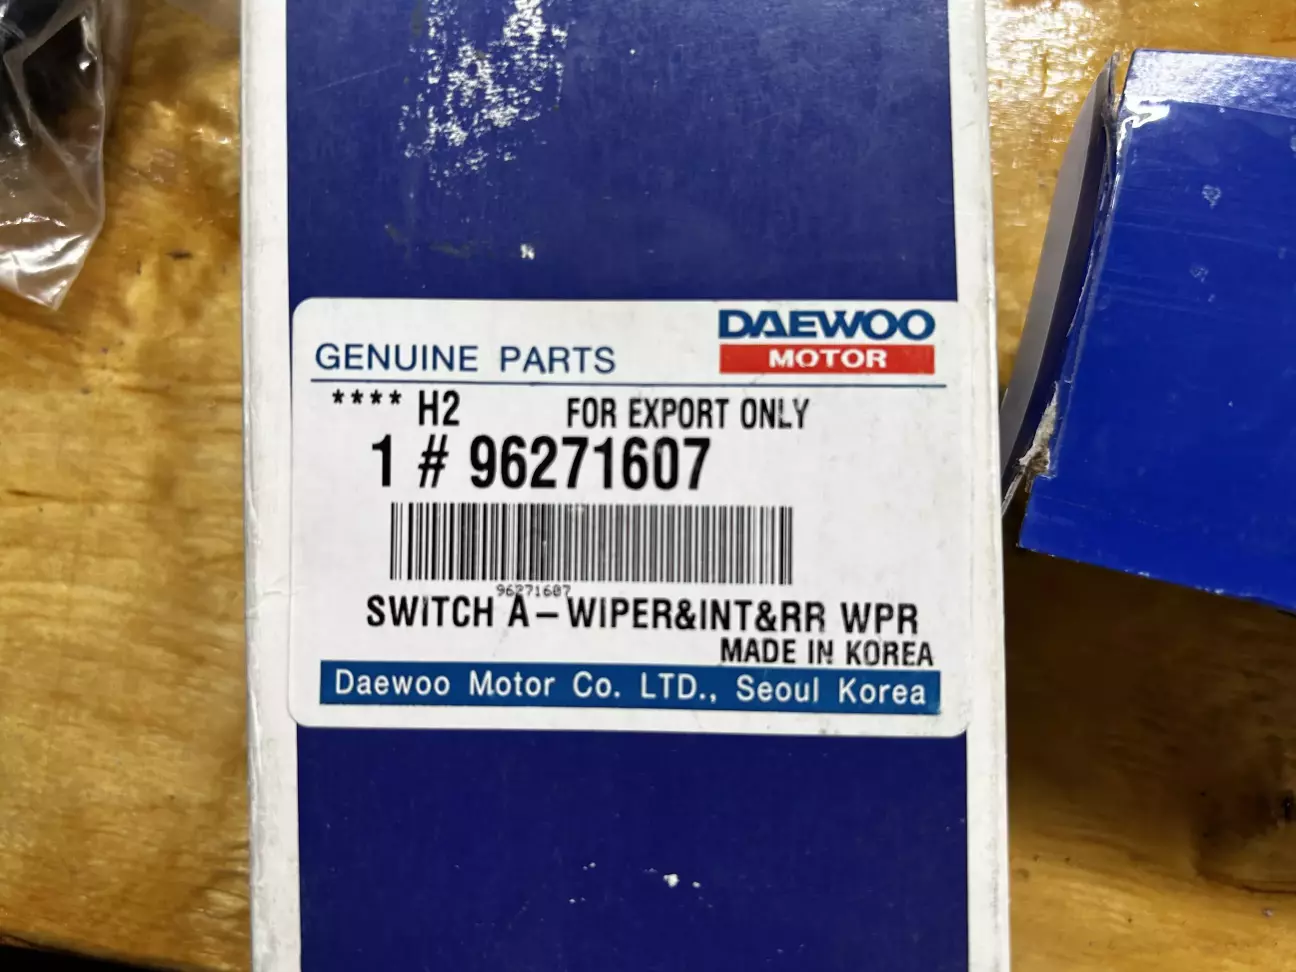 DAEWOO
GENUINE PARTS
MOTOR
**** H2 FOR EXPORT ONLY
1 # 96271607
96271607
SWITCH A-WIPER&INT&RR WPR
MADE IN KOREA
Daewoo Motor Co. LTD., Seoul Korea